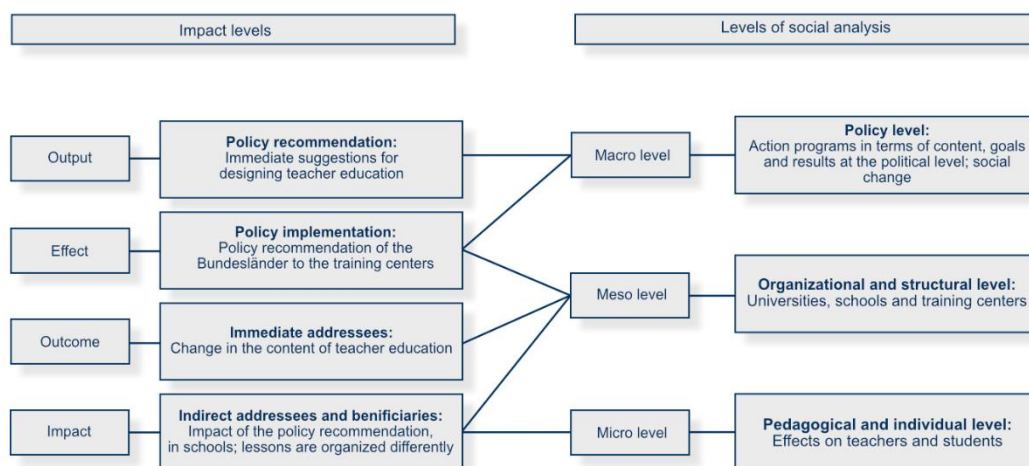 Impact levels
Levels of social analysis
Output
Policy recommendation:
Immediate suggestions for
designing teacher education
Macro level
Policy level:
Action programs in terms of content, goals
and results at the political level; social
change
Effect
Policy implementation:
Policy recommendation of the
Bundesländer to the training centers
Meso level
Organizational and structural level:
Universities, schools and training centers
Outcome
Immediate addressees:
Change in the content of teacher education
Impact
Indirect addressees and benificiaries:
Impact of the policy recommendation,
in schools; lessons are organized differently
Micro level
Pedagogical and individual level:
Effects on teachers and students